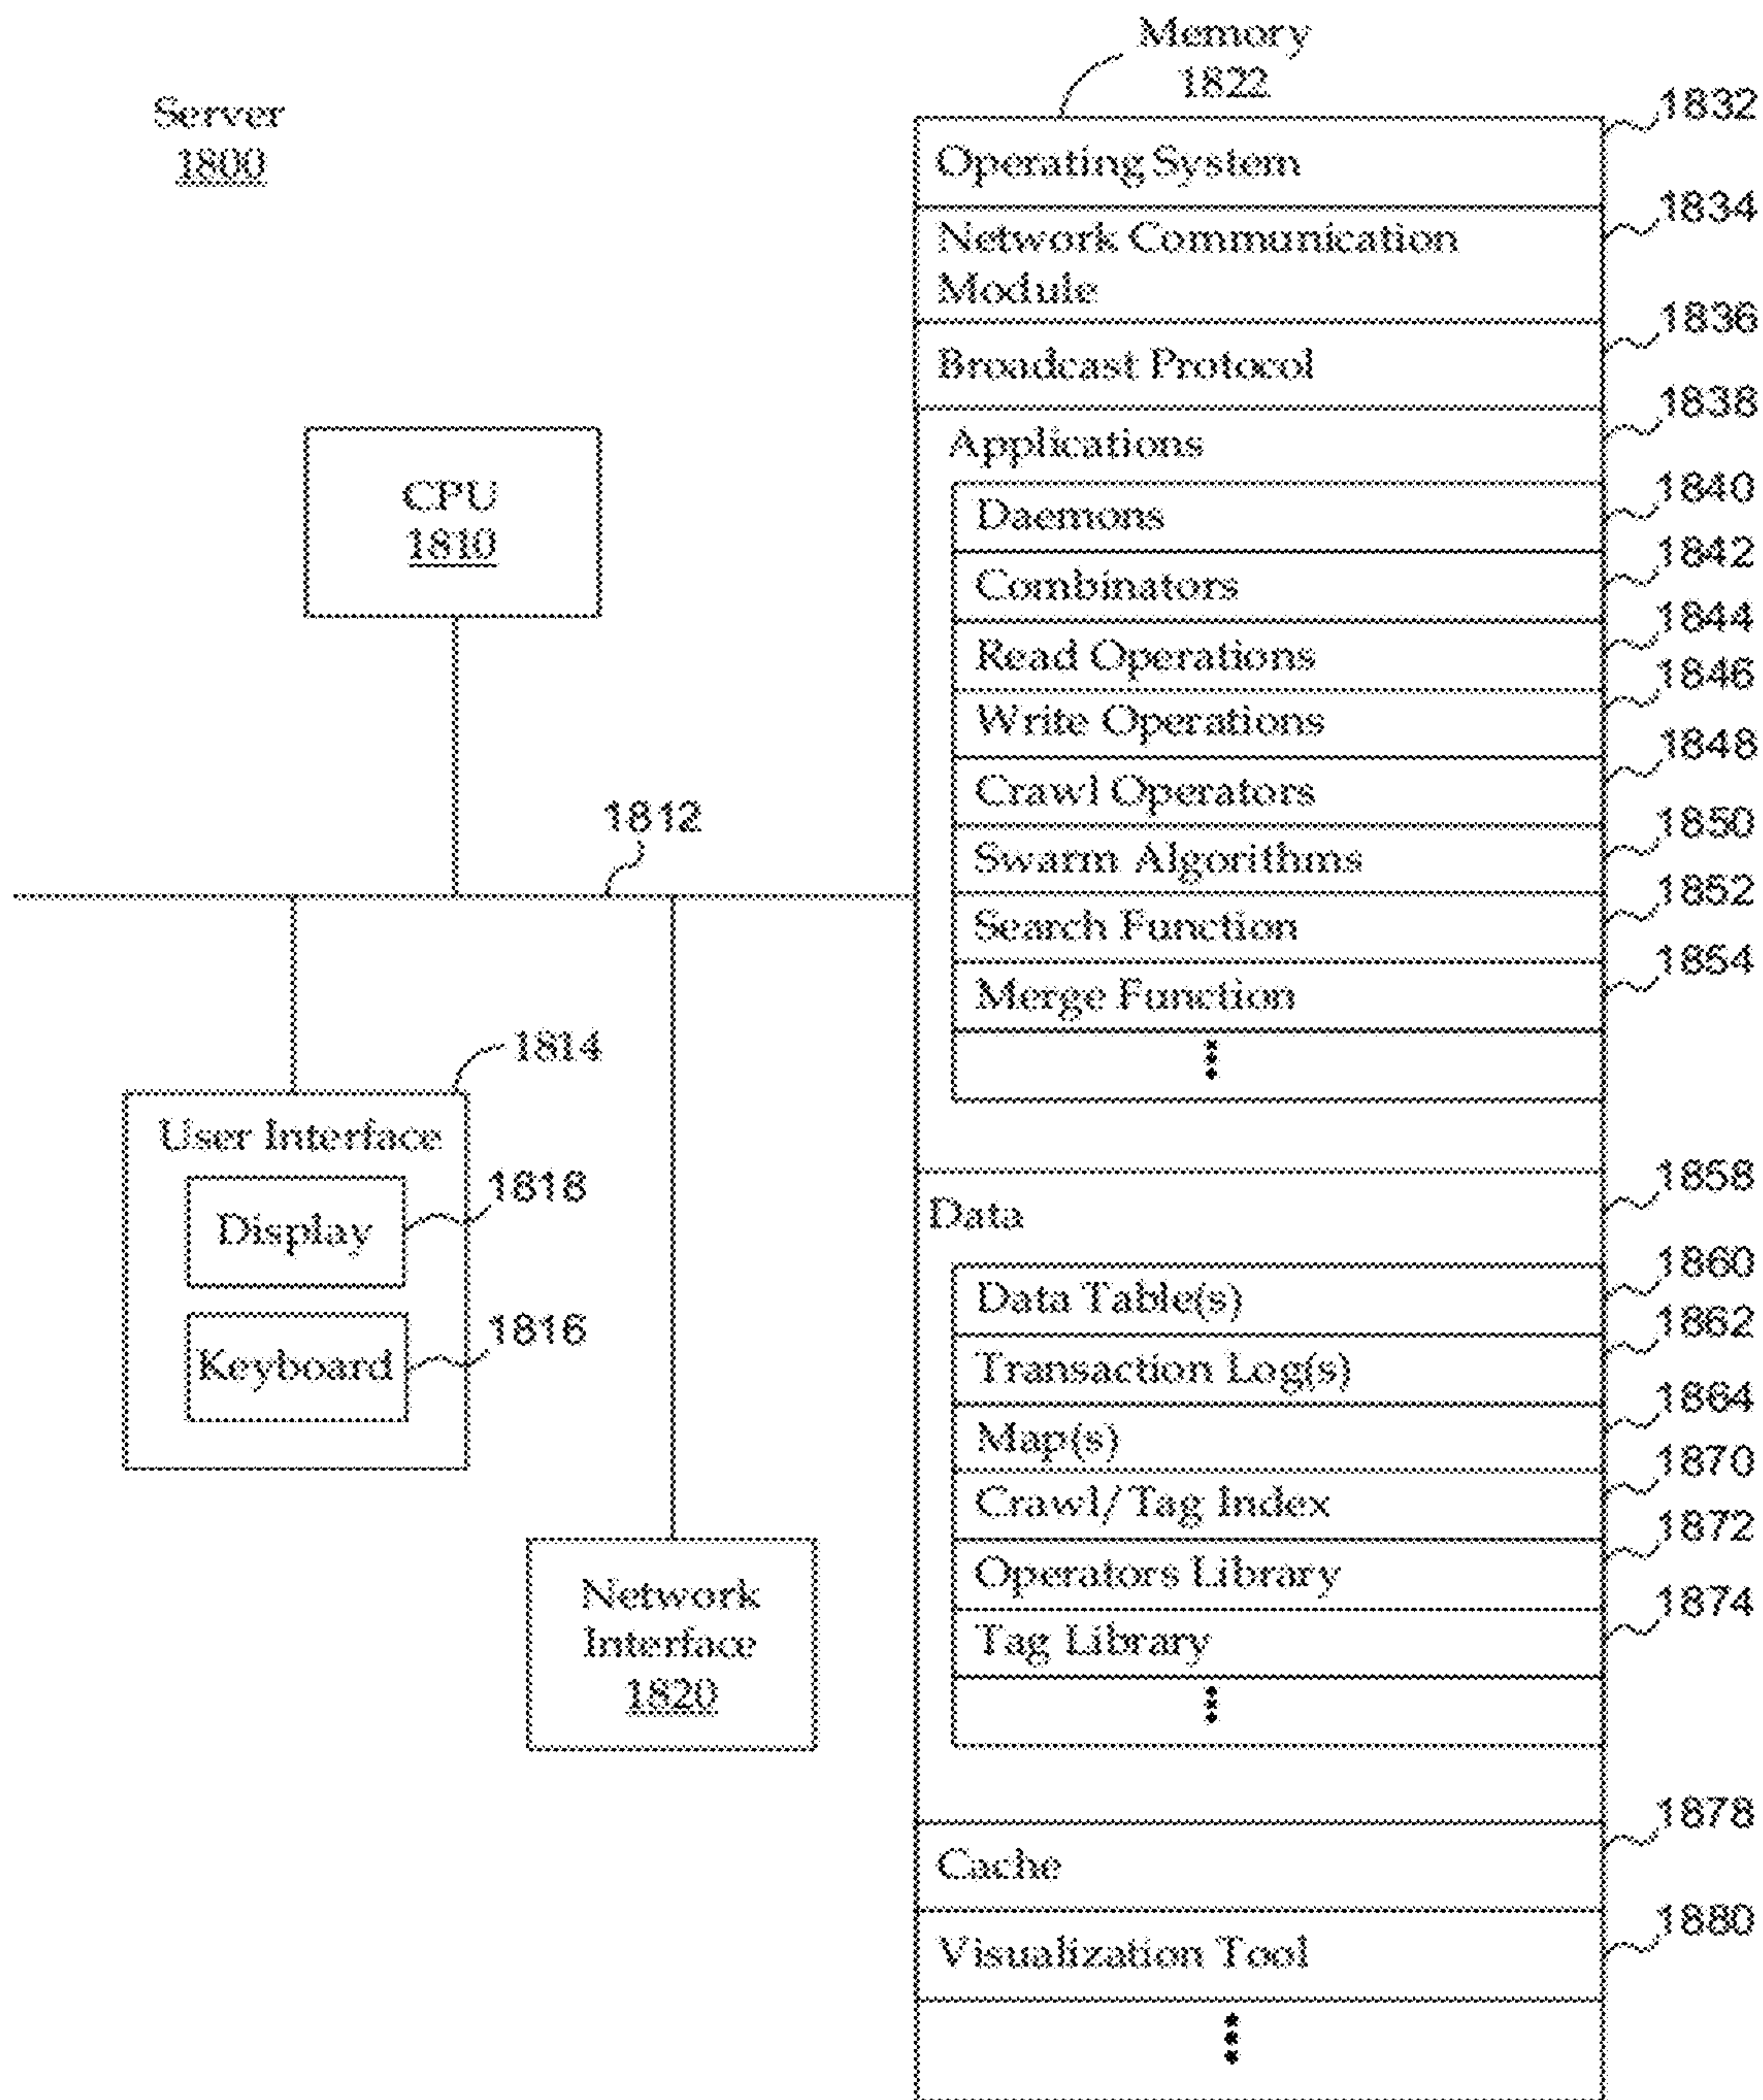 Server
1800
Memory
1822
Operating System
1832
Network Communication
Module
1834
Broadcast Protocol
1836
Applications
1838
Daemons
1840
Combinators
1842
Read Operations
1844
Write Operations
1846
Crawl Operators
1848
Swarm Algorithms
1850
Search Function
1852
Merge Function
1854
CPU
1810
1812
1814
User Interface
Display
1818
Keyboard
1816
Network
Interface
1820
Data
1858
Data Table(s)
1860
Transaction Log(s)
1862
Map(s)
1864
Crawl/Tag Index
1870
Operators Library
1872
Tag Library
1874
Cache
1878
Visualization Tool
1880